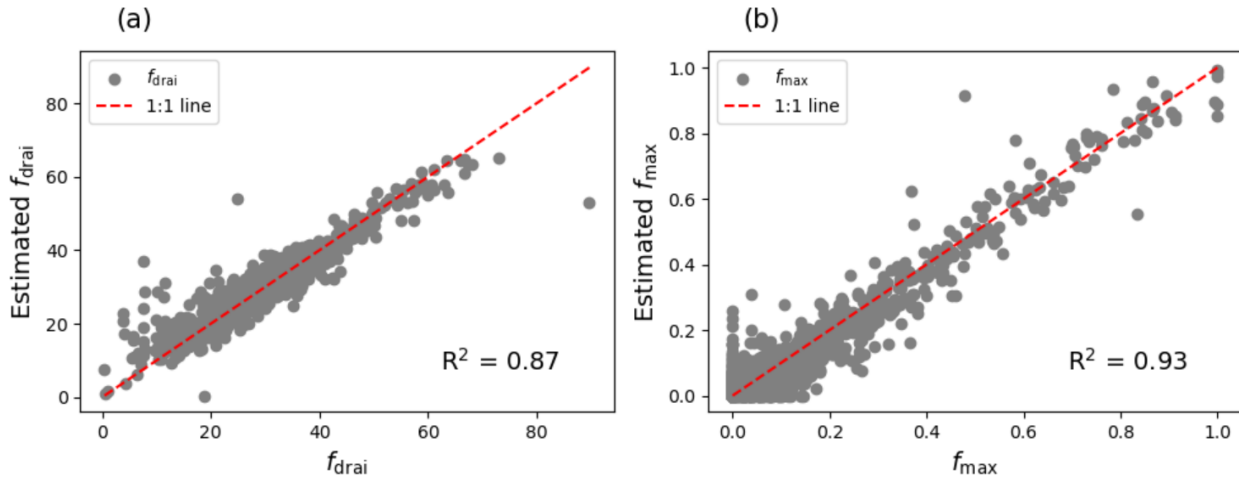 (a)
f_drai
1:1 line
Estimated f_drai
80
60
40
20
0
R² = 0.87
0 20 40 60 80
f_drai
(b)
f_max
1:1 line
Estimated f_max
1.0
0.8
0.6
0.4
0.2
0.0
R² = 0.93
0.0 0.2 0.4 0.6 0.8 1.0
f_max